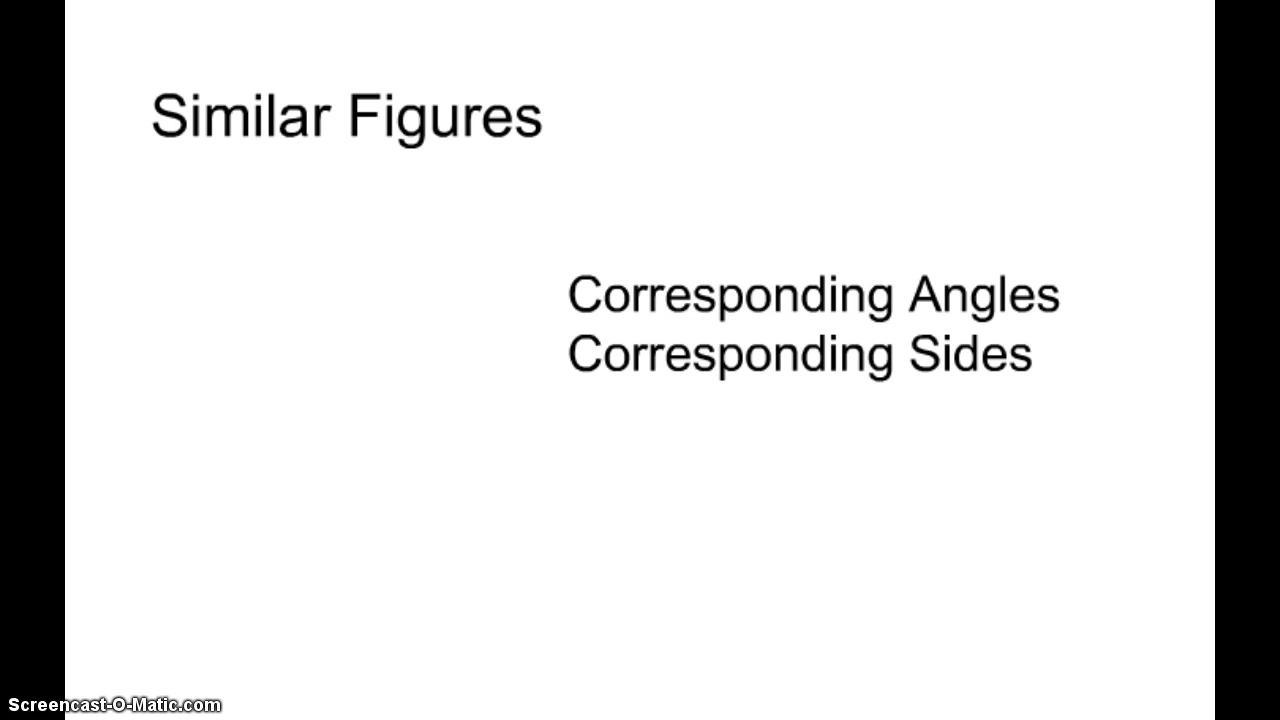 Similar Figures
Corresponding Angles
Corresponding Sides
Screencast-O-Matic.com